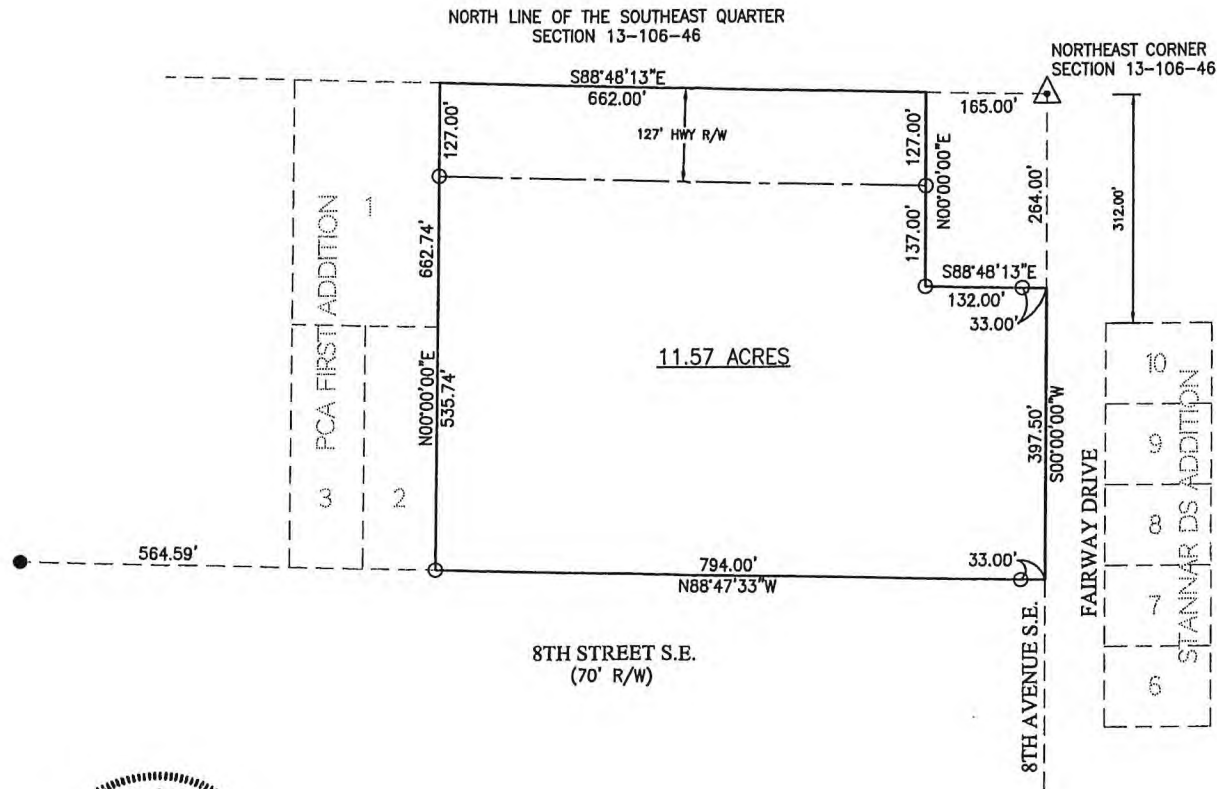 NORTH LINE OF THE SOUTHEAST QUARTER
SECTION 13-106-46
NORTHEAST CORNER
SECTION 13-106-46
S88°48'13"E
662.00'
165.00'
127.00'
127' HWY R/W
127.00'
N00°00'00"E
264.00'
312.00'
1
PCA FIRST ADDITION
662.74'
137.00'
S88°48'13"E
132.00'
33.00'
11.57 ACRES
N00°00'00"E
535.74'
397.50'
S00°00'00"W
3
2
10
9
8
7
6
STANNARDS ADDITION
FAIRWAY DRIVE
564.59'
794.00'
N88°47'33"W
33.00'
8TH STREET S.E.
(70' R/W)
8TH AVENUE S.E.